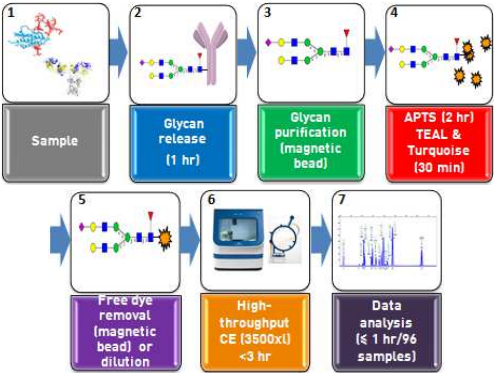 1
Sample
2
Glycan
release
(1 hr)
3
Glycan
purification
(magnetic
bead)
4
APTS (2 hr)
TEAL &
Turquoise
(30 min)
5
Free dye
removal
(magnetic
bead) or
dilution
6
High-
throughput
CE (3500xl)
<3 hr
7
Data
analysis
(≤ 1 hr/96
samples)